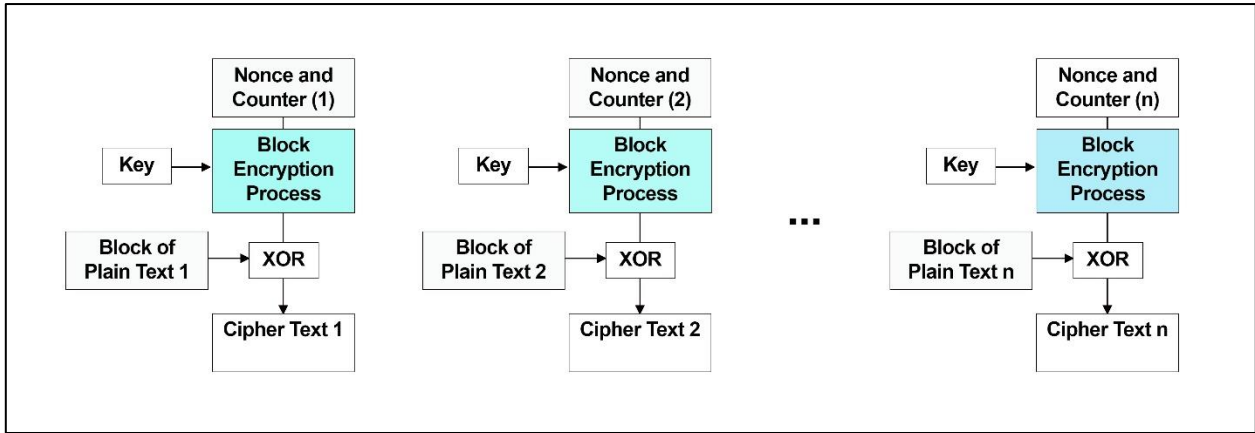 Nonce and
Counter (1)
Nonce and
Counter (2)
Nonce and
Counter (n)
Key
Block
Encryption
Process
Key
Block
Encryption
Process
Key
Block
Encryption
Process
...
Block of
Plain Text 1
XOR
Block of
Plain Text 2
XOR
Block of
Plain Text n
XOR
Cipher Text 1
Cipher Text 2
Cipher Text n